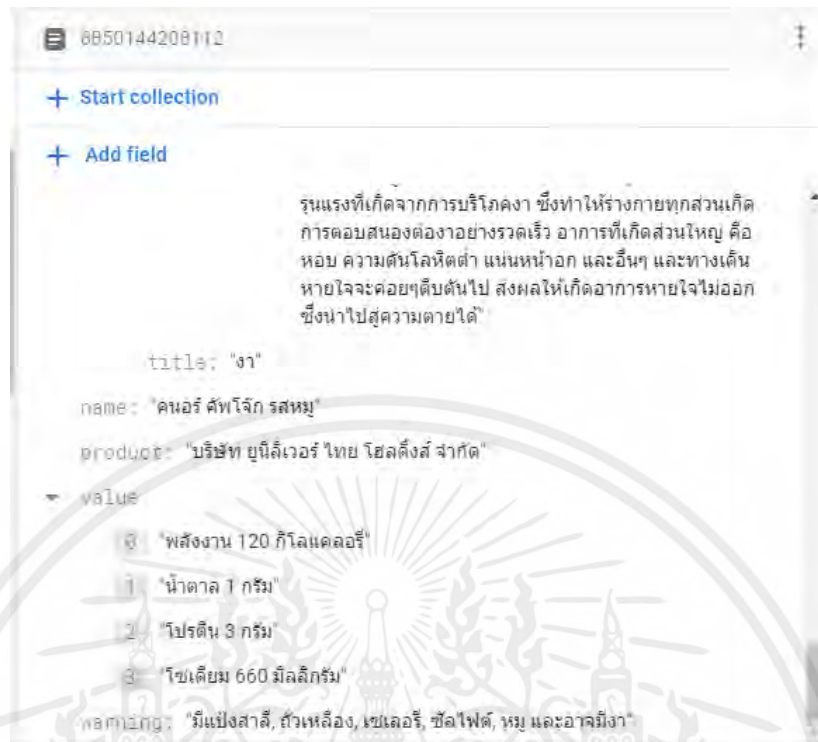 8850144208112
+ Start collection
+ Add field
รุนแรงที่เกิดจากการบริโภคงา ซึ่งทำให้ร่างกายทุกส่วนเกิด
การตอบสนองต่องาอย่างรวดเร็ว อาการที่เกิดส่วนใหญ่ คือ
หอบ ความดันโลหิตต่ำ แน่นหน้าอก และอื่นๆ และทางเดิน
หายใจจะค่อยๆตีบตันไป ส่งผลให้เกิดอาการหายใจไม่ออก
ซึ่งนำไปสู่ความตายได้"
title: "งา"
name: "คนอร์ คัพโจ๊ก รสหมู"
product: "บริษัท ยูนิลีเวอร์ ไทย โฮลดิ้งส์ จำกัด"
value
0 "พลังงาน 120 กิโลแคลอรี่"
1 "น้ำตาล 1 กรัม"
2 "โปรตีน 3 กรัม"
3 "โซเดียม 660 มิลลิกรัม"
warning: "มีแป้งสาลี, ถั่วเหลือง, เซเลอรี, ซัลไฟต์, หมู และอาจมีงา"